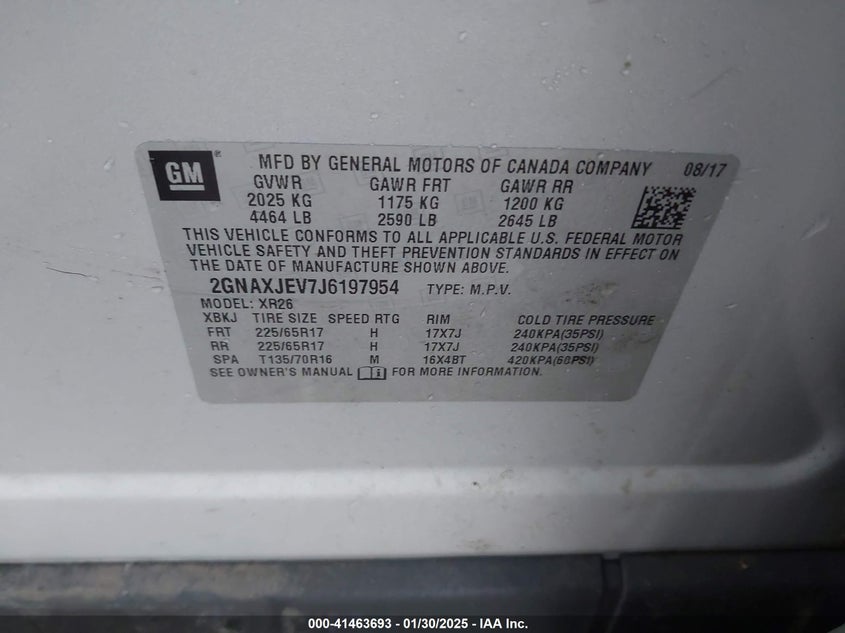 GM ® MFD BY GENERAL MOTORS OF CANADA COMPANY 08/17
GVWR GAWR FRT GAWR RR
2025 KG 1175 KG 1200 KG
4464 LB 2590 LB 2645 LB
THIS VEHICLE CONFORMS TO ALL APPLICABLE U.S. FEDERAL MOTOR
VEHICLE SAFETY AND THEFT PREVENTION STANDARDS IN EFFECT ON
THE DATE OF MANUFACTURE SHOWN ABOVE.
2GNAXJEV7J6197954 TYPE: M.P.V.
MODEL: XR26
XBKJ TIRE SIZE SPEED RTG RIM COLD TIRE PRESSURE
FRT 225/65R17 H 17X7J 240KPA(35PSI)
RR 225/65R17 H 17X7J 240KPA(35PSI)
SPA T135/70R16 M 16X4BT 420KPA(60PSI)
SEE OWNER'S MANUAL FOR MORE INFORMATION.
000-41463693 - 01/30/2025 - IAA Inc.